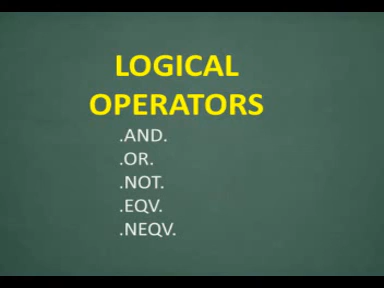 LOGICAL
OPERATORS
.AND.
.OR.
.NOT.
.EQV.
.NEQV.